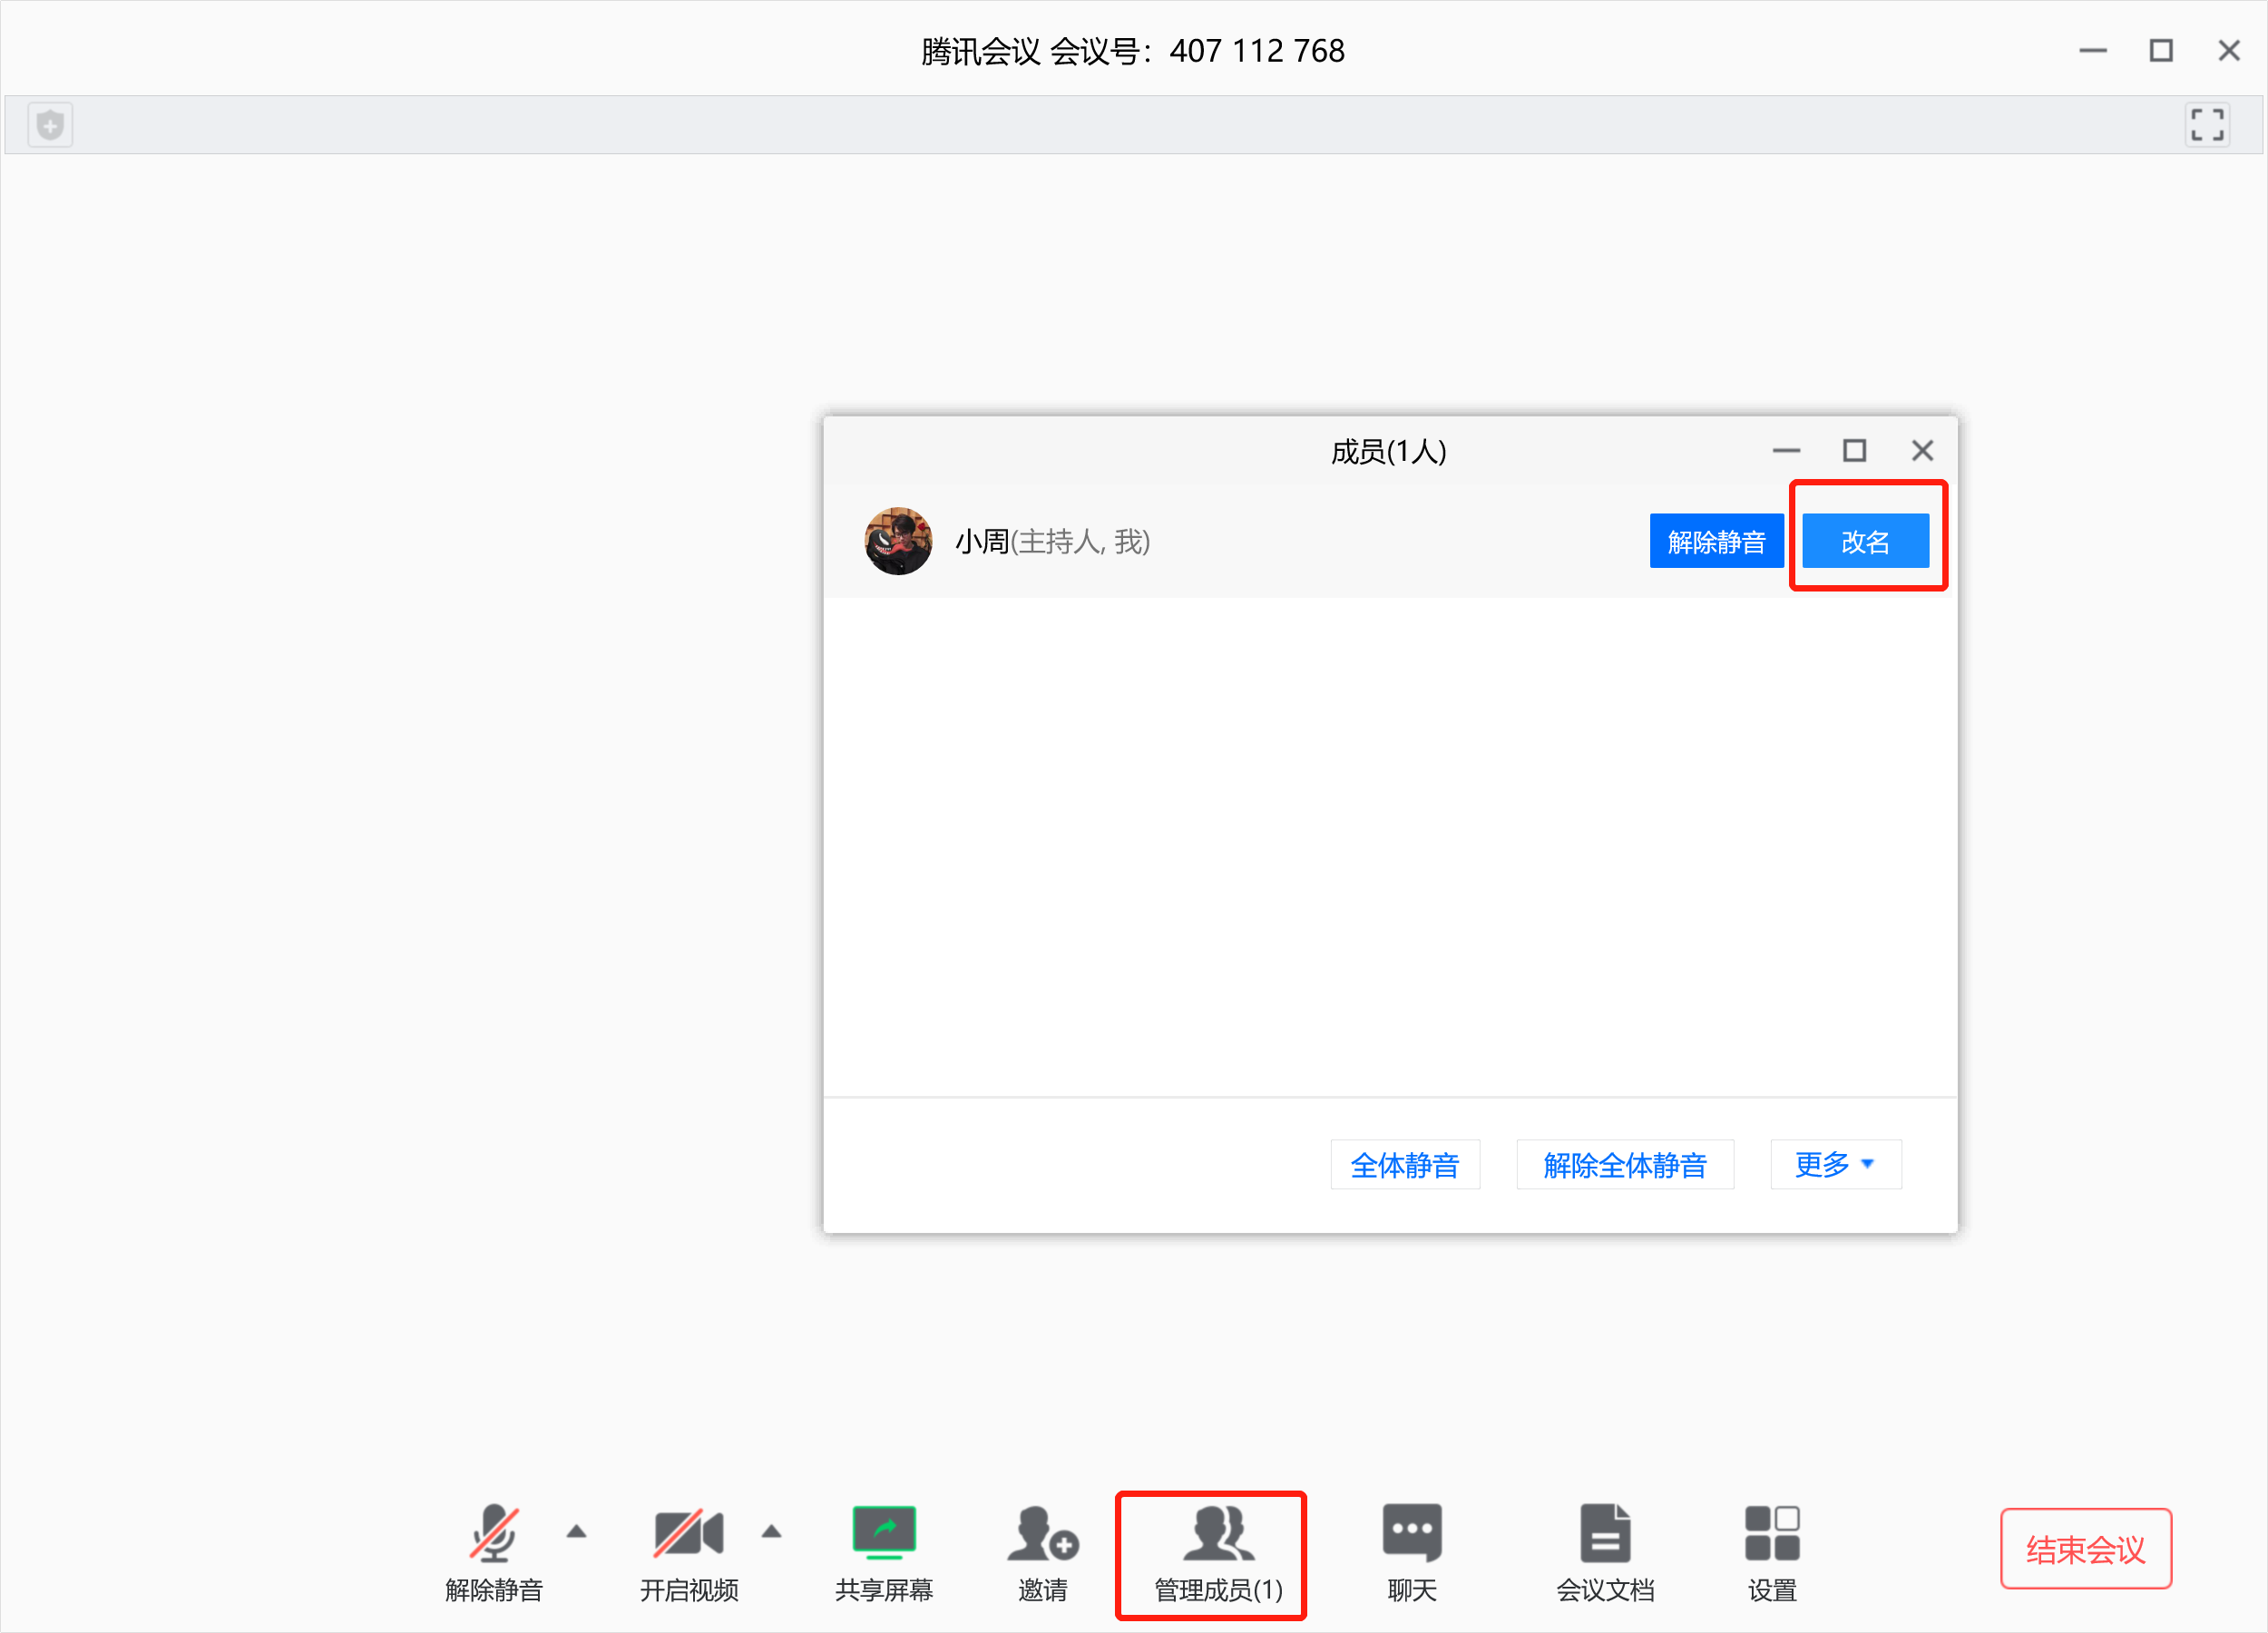 腾讯会议 会议号：407 112 768
成员(1人)
小周(主持人, 我)
解除静音
改名
全体静音
解除全体静音
更多
解除静音
开启视频
共享屏幕
邀请
管理成员(1)
聊天
会议文档
设置
结束会议